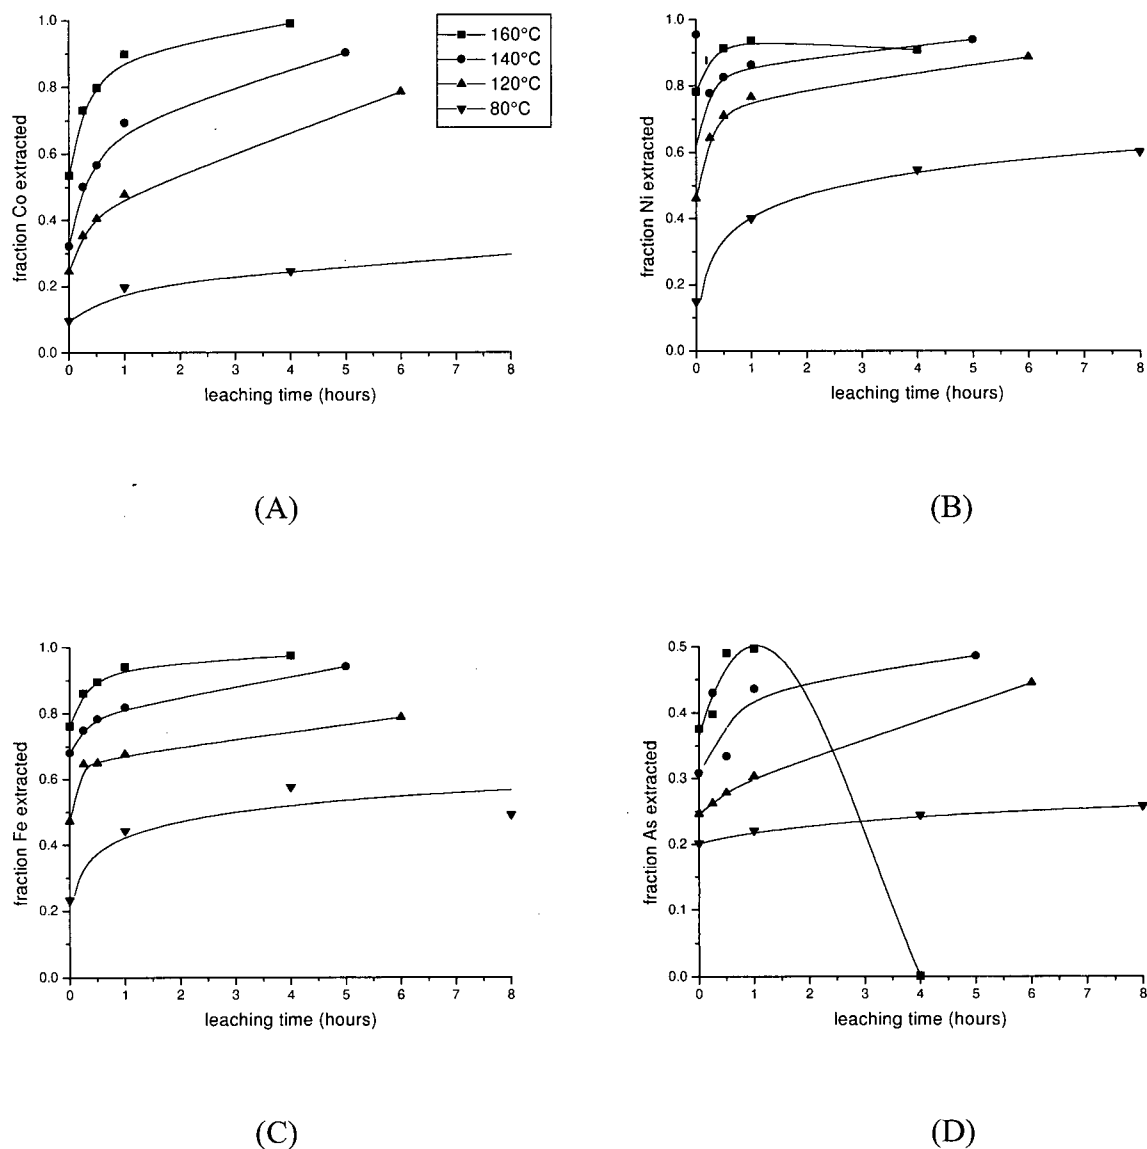 1.0
0.8
0.6
0.4
0.2
0.0
fraction Co extracted
160°C
140°C
120°C
80°C
0 1 2 3 4 5 6 7 8
leaching time (hours)
(A)
1.0
0.8
0.6
0.4
0.2
0.0
fraction Ni extracted
0 1 2 3 4 5 6 7 8
leaching time (hours)
(B)
1.0
0.8
0.6
0.4
0.2
0.0
fraction Fe extracted
0 1 2 3 4 5 6 7 8
leaching time (hours)
(C)
0.5
0.4
0.3
0.2
0.1
0.0
fraction As extracted
0 1 2 3 4 5 6 7 8
leaching time (hours)
(D)